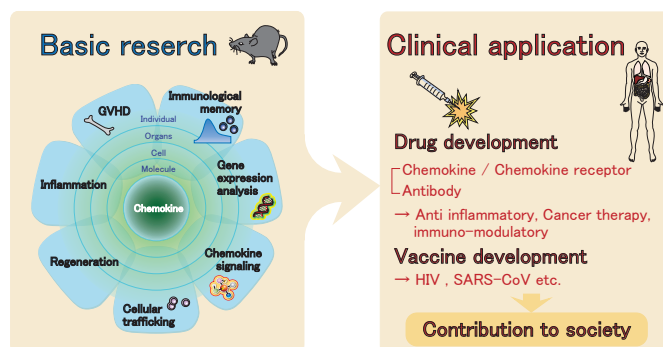 Basic reserch
GVHD
Immunological
memory
Individual
Organs
Cell
Molecule
Inflammation
Gene
expression
analysis
Chemokine
Regeneration
Chemokine
signaling
Cellular
trafficking
Clinical application
Drug development
Chemokine / Chemokine receptor
Antibody
→ Anti inflammatory, Cancer therapy,
immuno-modulatory
Vaccine development
→ HIV , SARS-CoV etc.
Contribution to society